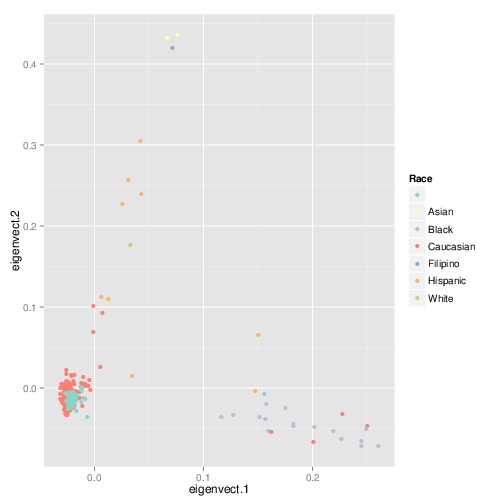 0.4
0.3
0.2
0.1
0.0
eigenvect.2
0.0 0.1 0.2
eigenvect.1
Race
Asian
Black
Caucasian
Filipino
Hispanic
White